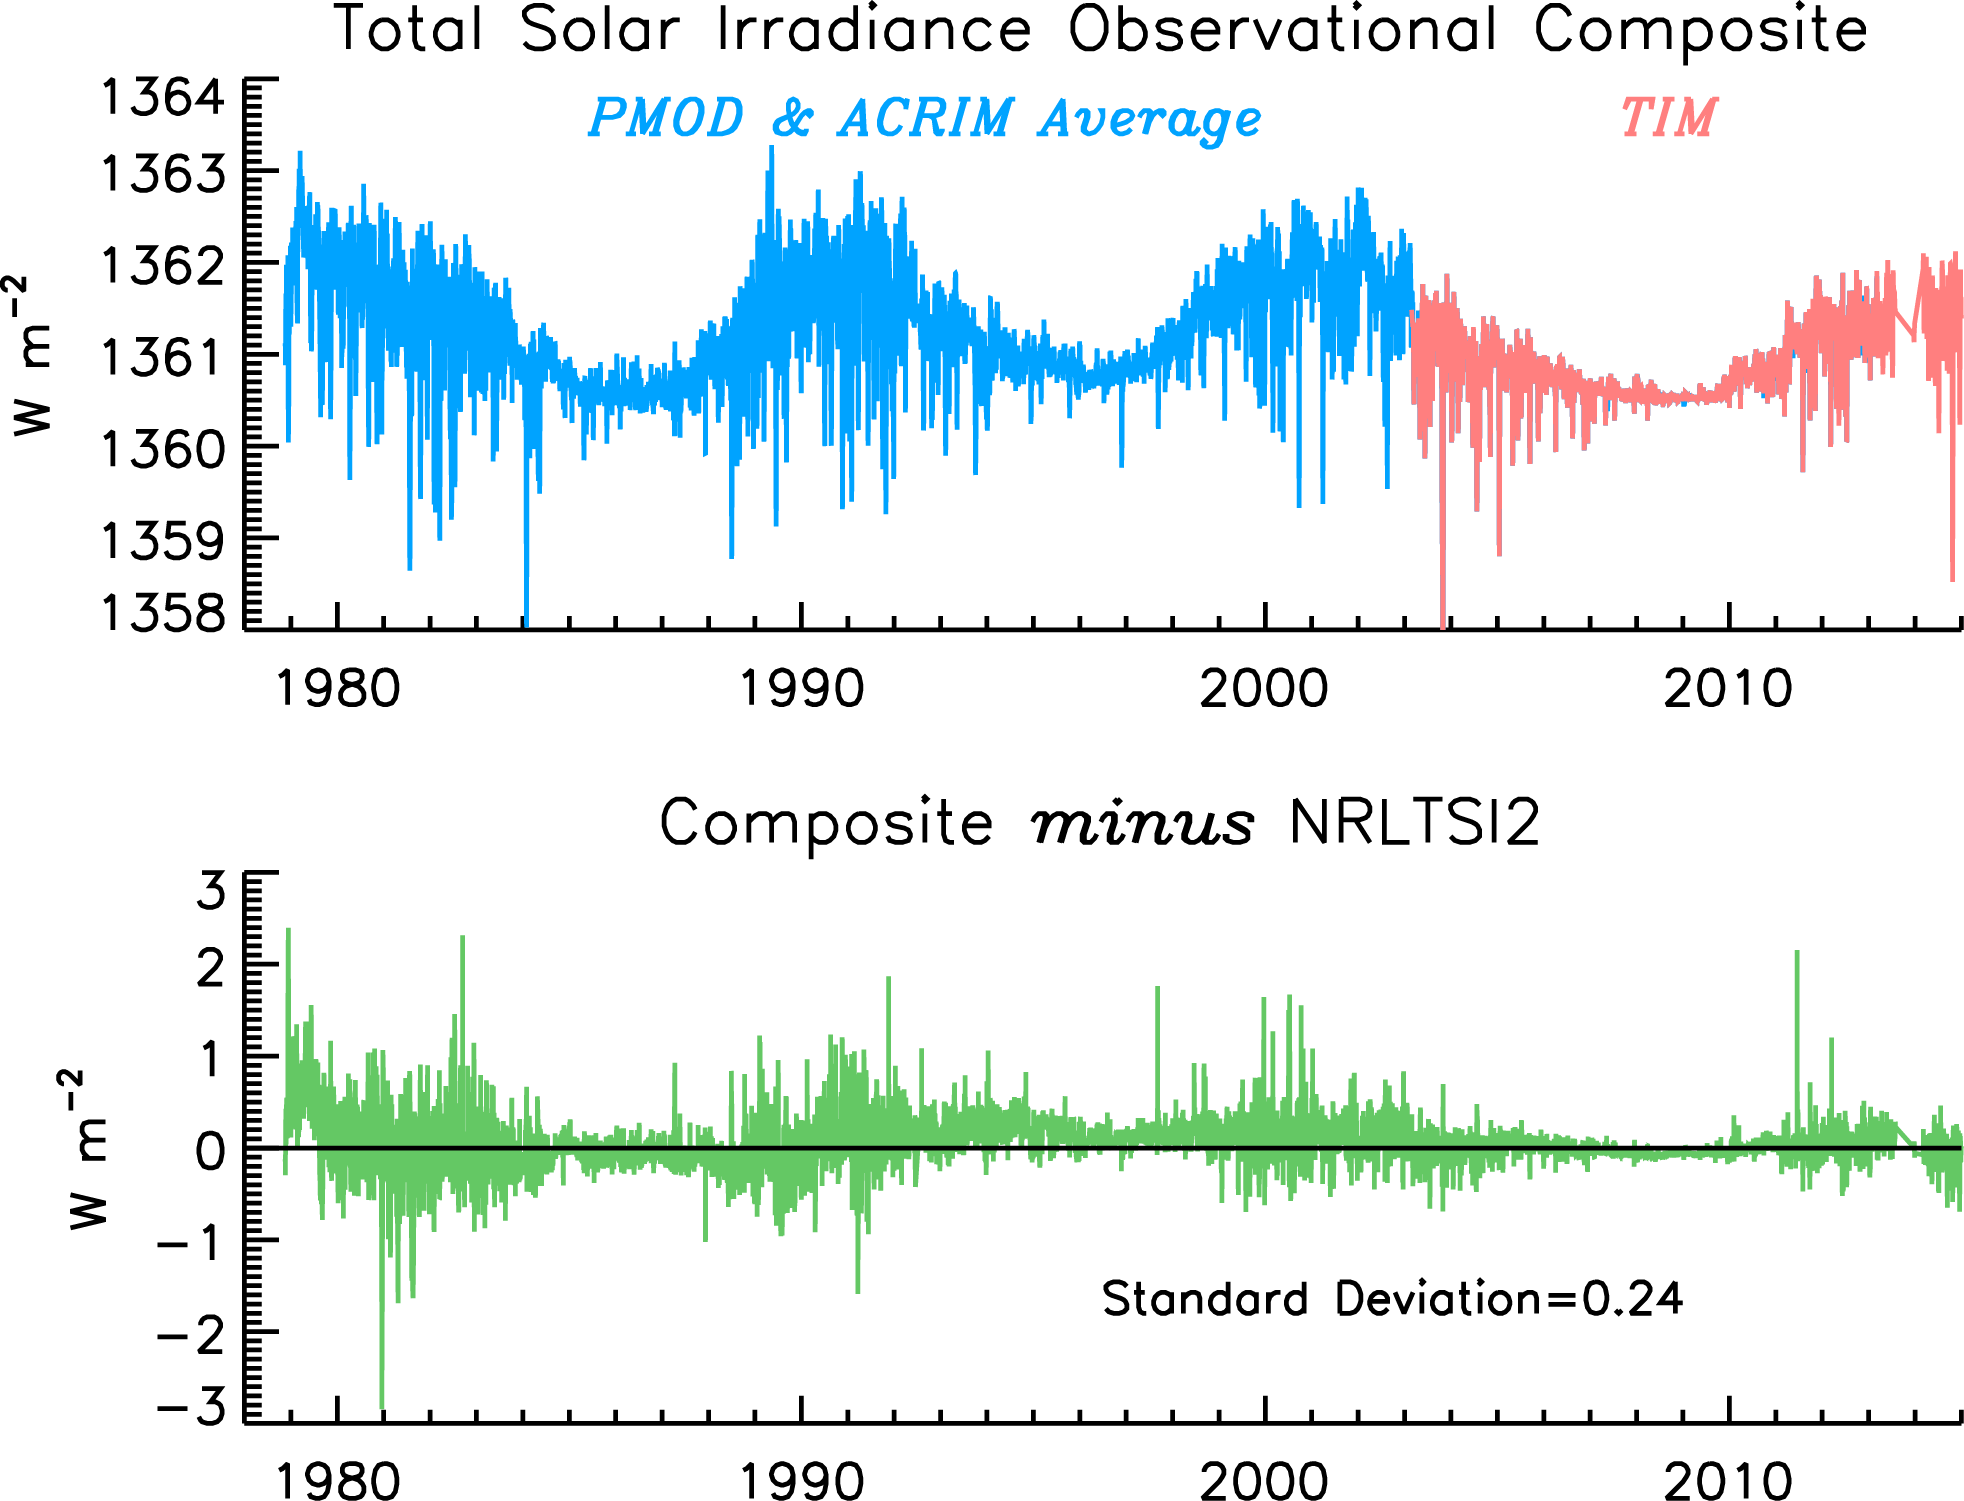 Total Solar Irradiance Observational Composite
PMOD & ACRIM Average TIM
1364
1363
1362
1361
1360
1359
1358
W m-2
1980 1990 2000 2010
Composite minus NRLTSI2
3
2
1
0
-1
-2
-3
W m-2
Standard Deviation=0.24
1980 1990 2000 2010